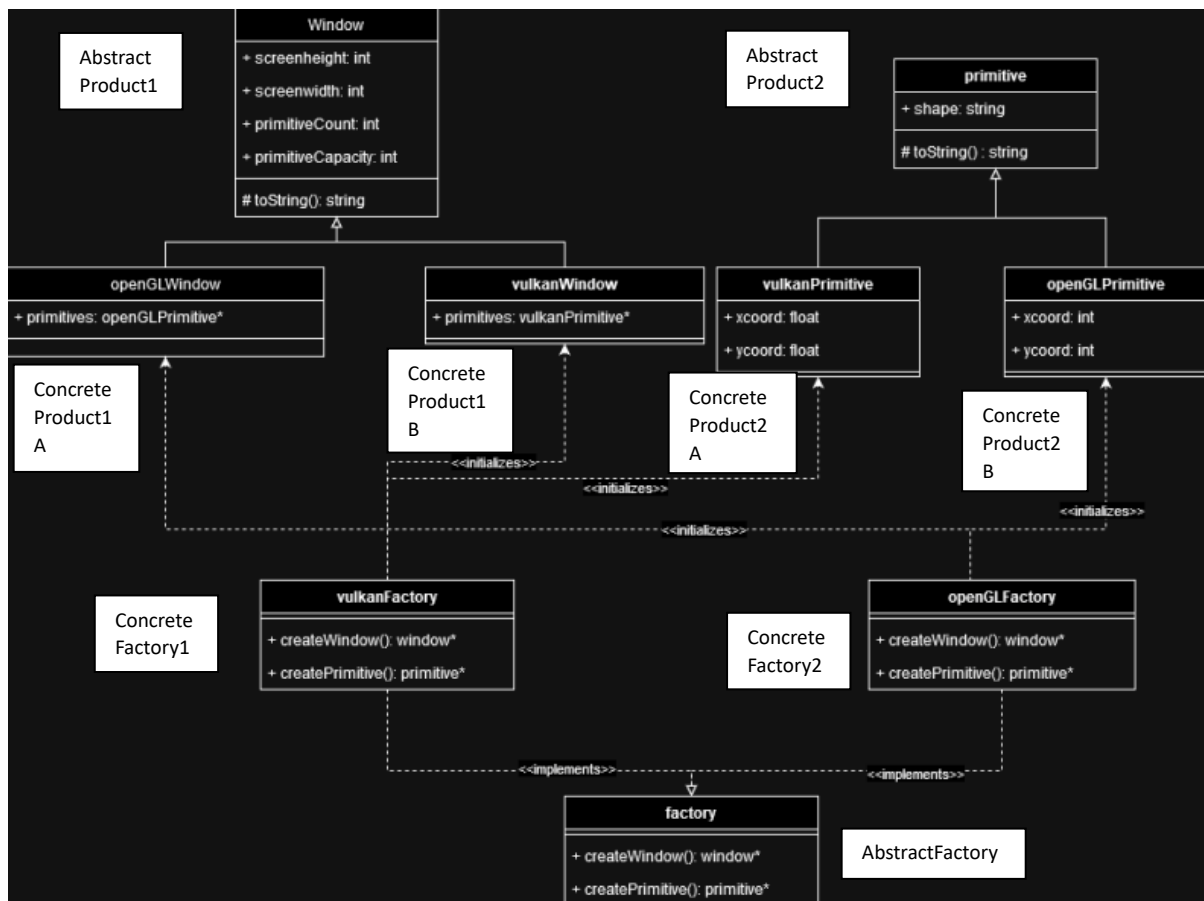 Window
+ screenheight: int
+ screenwidth: int
+ primitiveCount: int
+ primitiveCapacity: int
# toString(): string
Abstract
Product1
Abstract
Product2
primitive
+ shape: string
# toString() : string
openGLWindow
+ primitives: openGLPrimitive*
vulkanWindow
+ primitives: vulkanPrimitive*
vulkanPrimitive
+ xcoord: float
+ ycoord: float
openGLPrimitive
+ xcoord: int
+ ycoord: int
Concrete
Product1
A
Concrete
Product1
B
Concrete
Product2
A
Concrete
Product2
B
<<initializes>>
<<initializes>>
<<initializes>>
<<initializes>>
Concrete
Factory1
vulkanFactory
+ createWindow(): window*
+ createPrimitive(): primitive*
Concrete
Factory2
openGLFactory
+ createWindow(): window*
+ createPrimitive(): primitive*
<<implements>>
<<implements>>
factory
+ createWindow(): window*
+ createPrimitive(): primitive*
AbstractFactory